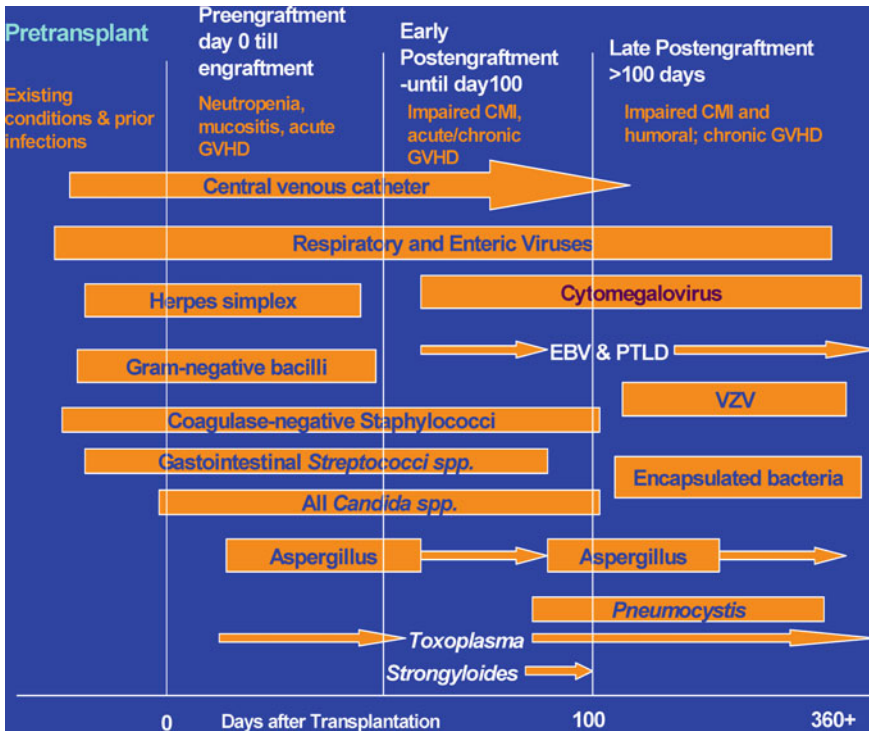 Pretransplant
Preengraftment
day 0 till
engraftment
Early
Postengraftment
-until day100
Late Postengraftment
>100 days
Existing
conditions & prior
infections
Neutropenia,
mucositis, acute
GVHD
Impaired CMI,
acute/chronic
GVHD
Impaired CMI and
humoral; chronic GVHD
Central venous catheter
Respiratory and Enteric Viruses
Herpes simplex
Cytomegalovirus
EBV & PTLD
Gram-negative bacilli
VZV
Coagulase-negative Staphylococci
Gastointestinal Streptococci spp.
Encapsulated bacteria
All Candida spp.
Aspergillus
Aspergillus
Pneumocystis
Toxoplasma
Strongyloides
0 Days after Transplantation 100 360+